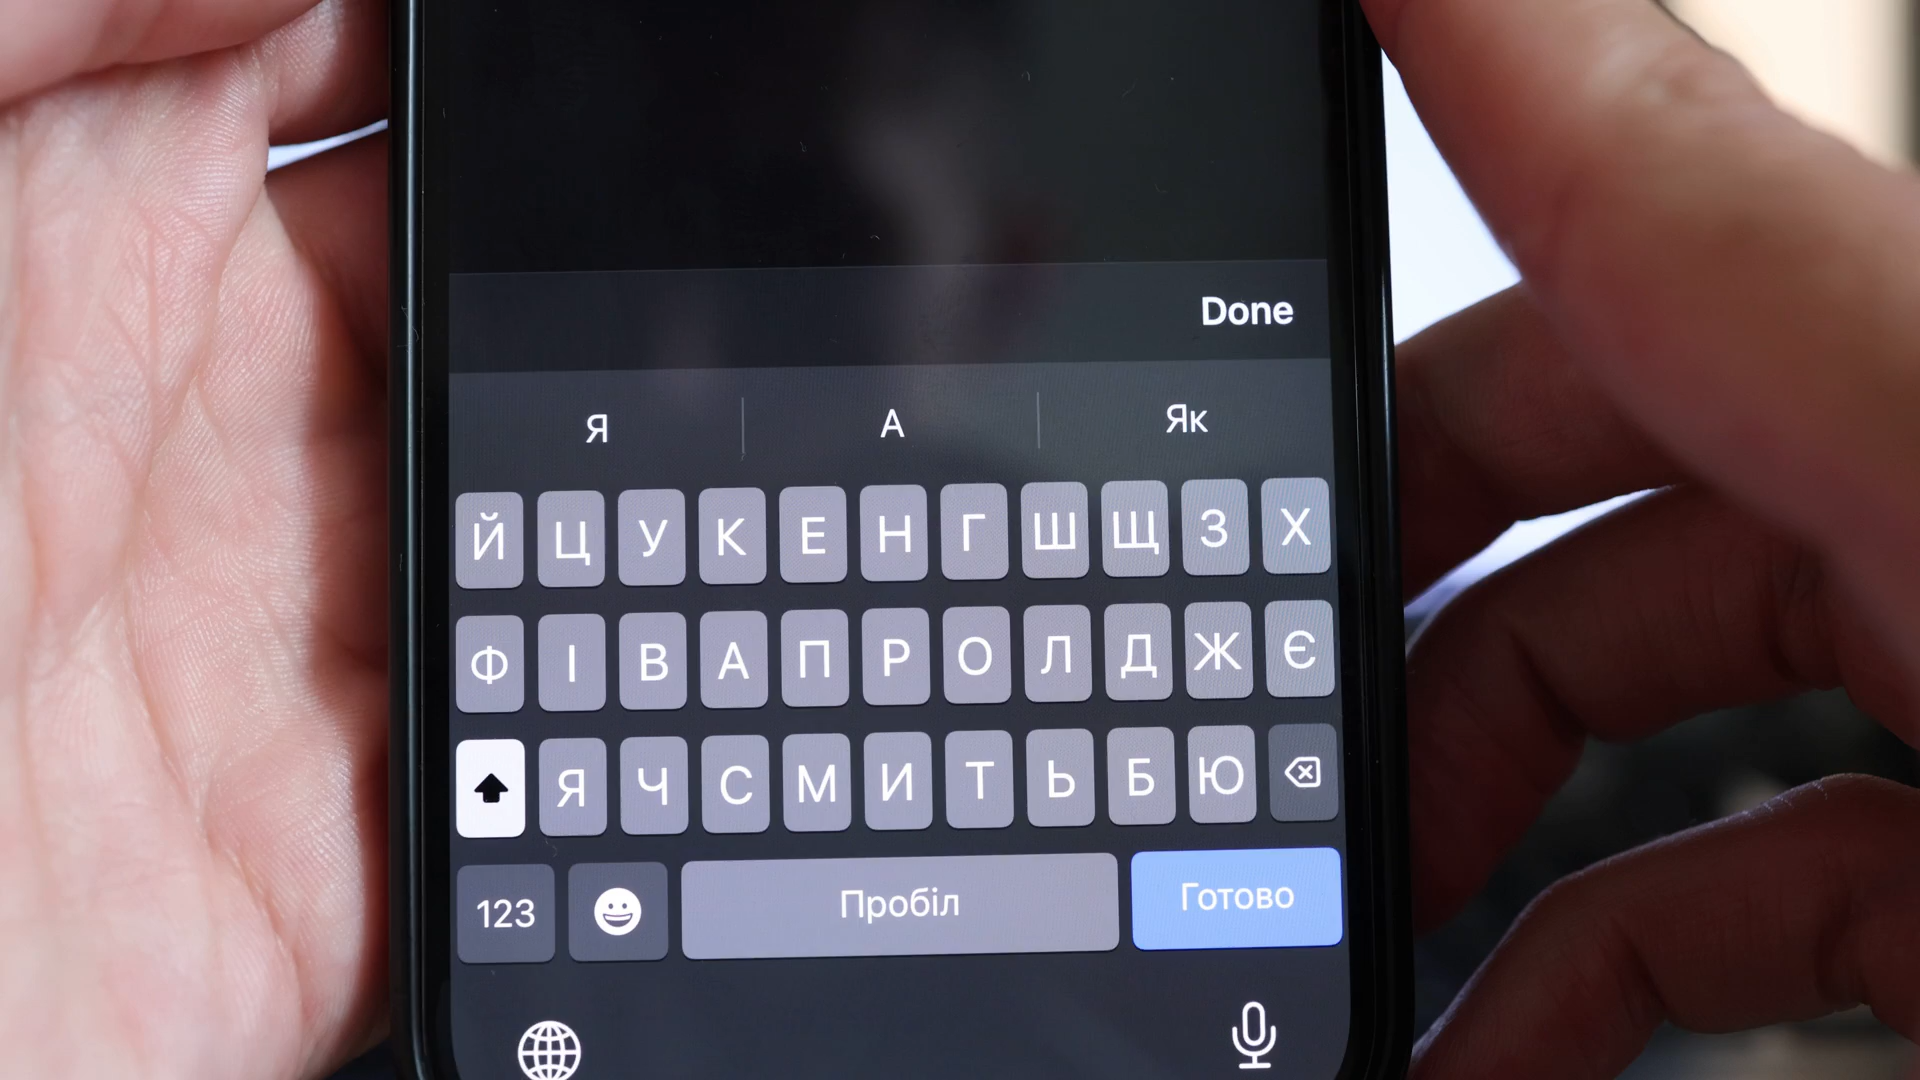 Done
Я А Як
Й Ц У К Е Н Г Ш Щ З Х
Ф І В А П Р О Л Д Ж Є
Я Ч С М И Т Ь Б Ю
123 Пробіл Готово